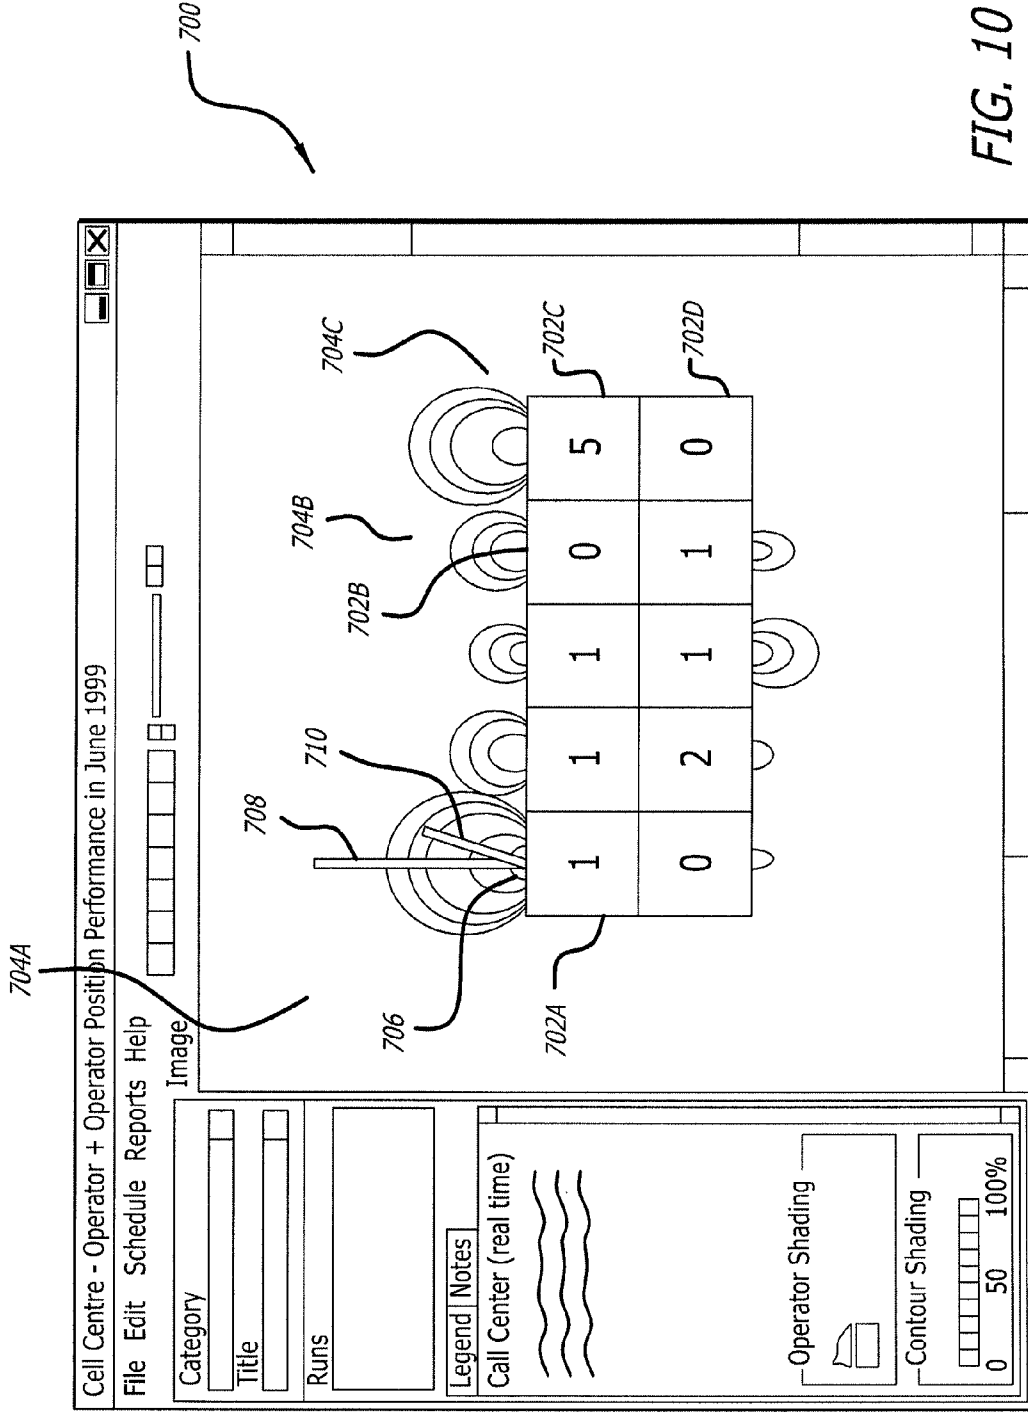 700
Cell Centre - Operator + Operator Position Performance in June 1999
File Edit Schedule Reports Help
Image
Category
Title
Runs
Legend Notes
Call Center (real time)
Operator Shading
Contour Shading
0 50 100%
704A
708
710
704B
704C
706
702B
702A
702C
702D
1 1 1 0 5
0 2 1 1 0
FIG. 10